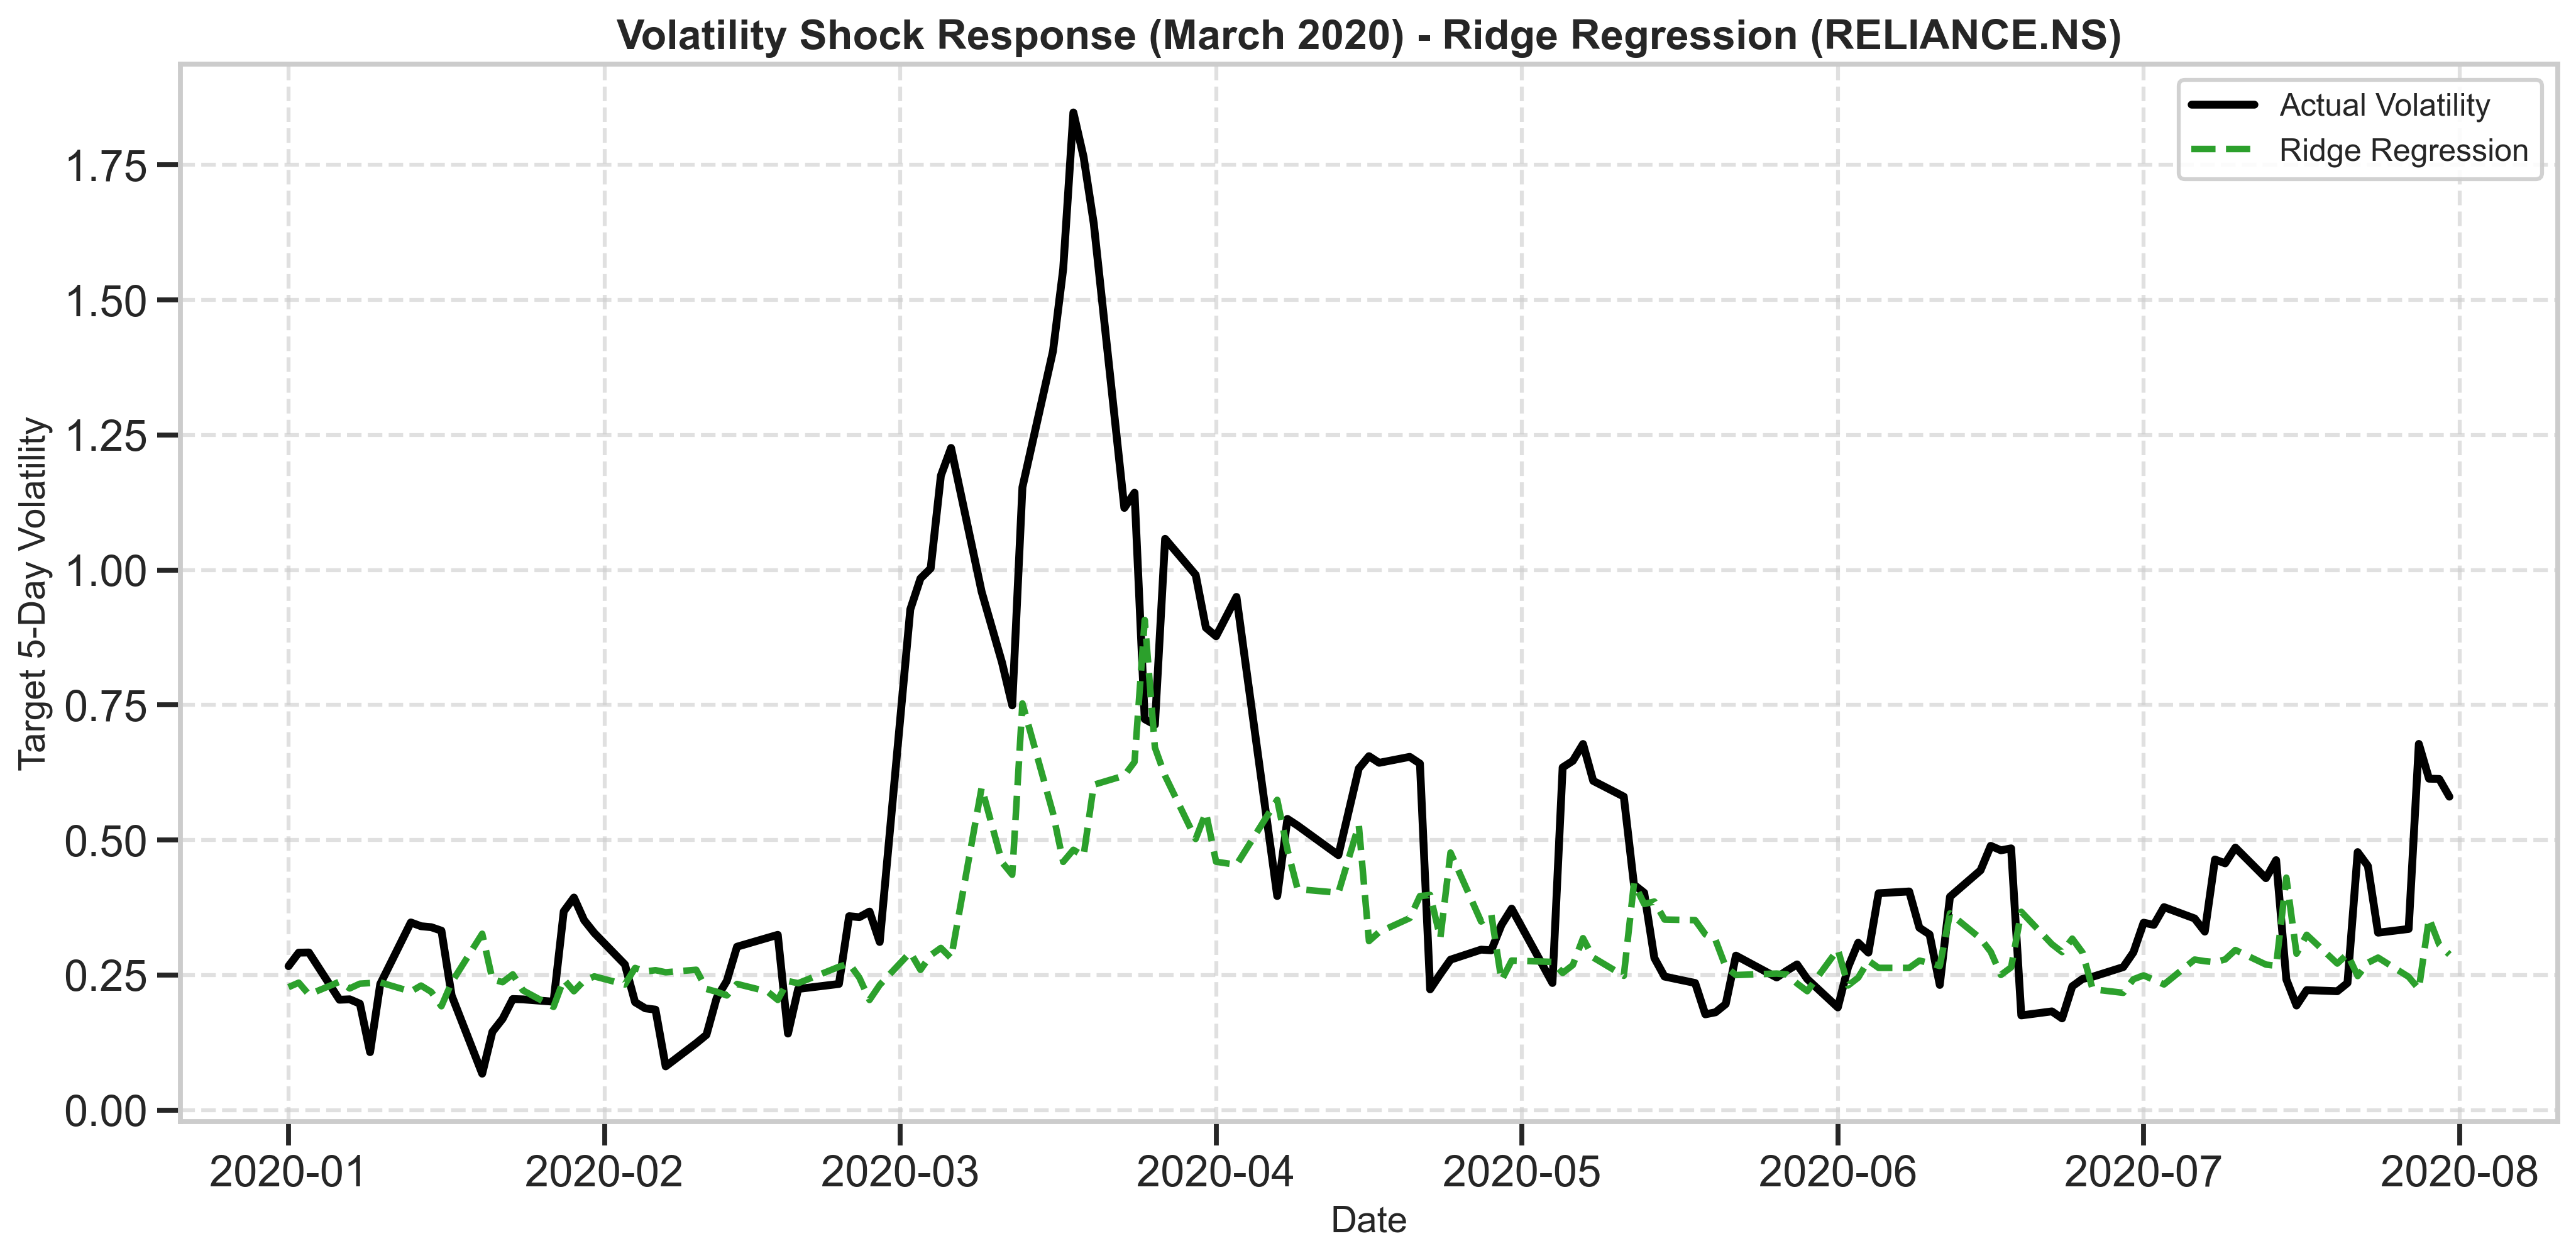 Volatility Shock Response (March 2020) - Ridge Regression (RELIANCE.NS)
Actual Volatility
Ridge Regression
Target 5-Day Volatility
1.75
1.50
1.25
1.00
0.75
0.50
0.25
0.00
2020-01 2020-02 2020-03 2020-04 2020-05 2020-06 2020-07 2020-08
Date